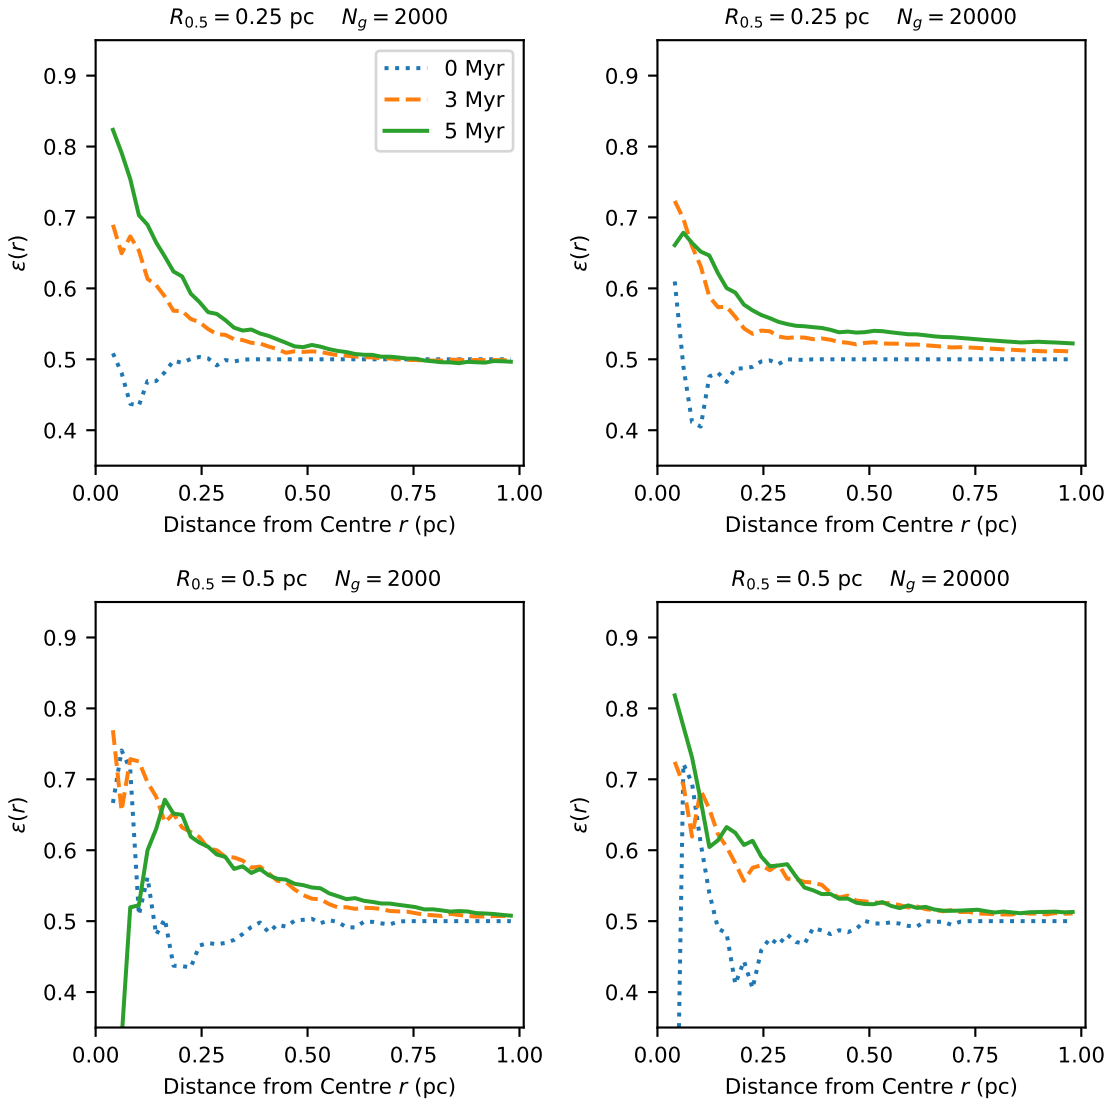 R0.5 = 0.25 pc Ng = 2000
0.9
0.8
0.7
0.6
0.5
0.4
ε(r)
0 Myr
3 Myr
5 Myr
0.00 0.25 0.50 0.75 1.00
Distance from Centre r (pc)
R0.5 = 0.25 pc Ng = 20000
0.9
0.8
0.7
0.6
0.5
0.4
ε(r)
0.00 0.25 0.50 0.75 1.00
Distance from Centre r (pc)
R0.5 = 0.5 pc Ng = 2000
0.9
0.8
0.7
0.6
0.5
0.4
ε(r)
0.00 0.25 0.50 0.75 1.00
Distance from Centre r (pc)
R0.5 = 0.5 pc Ng = 20000
0.9
0.8
0.7
0.6
0.5
0.4
ε(r)
0.00 0.25 0.50 0.75 1.00
Distance from Centre r (pc)